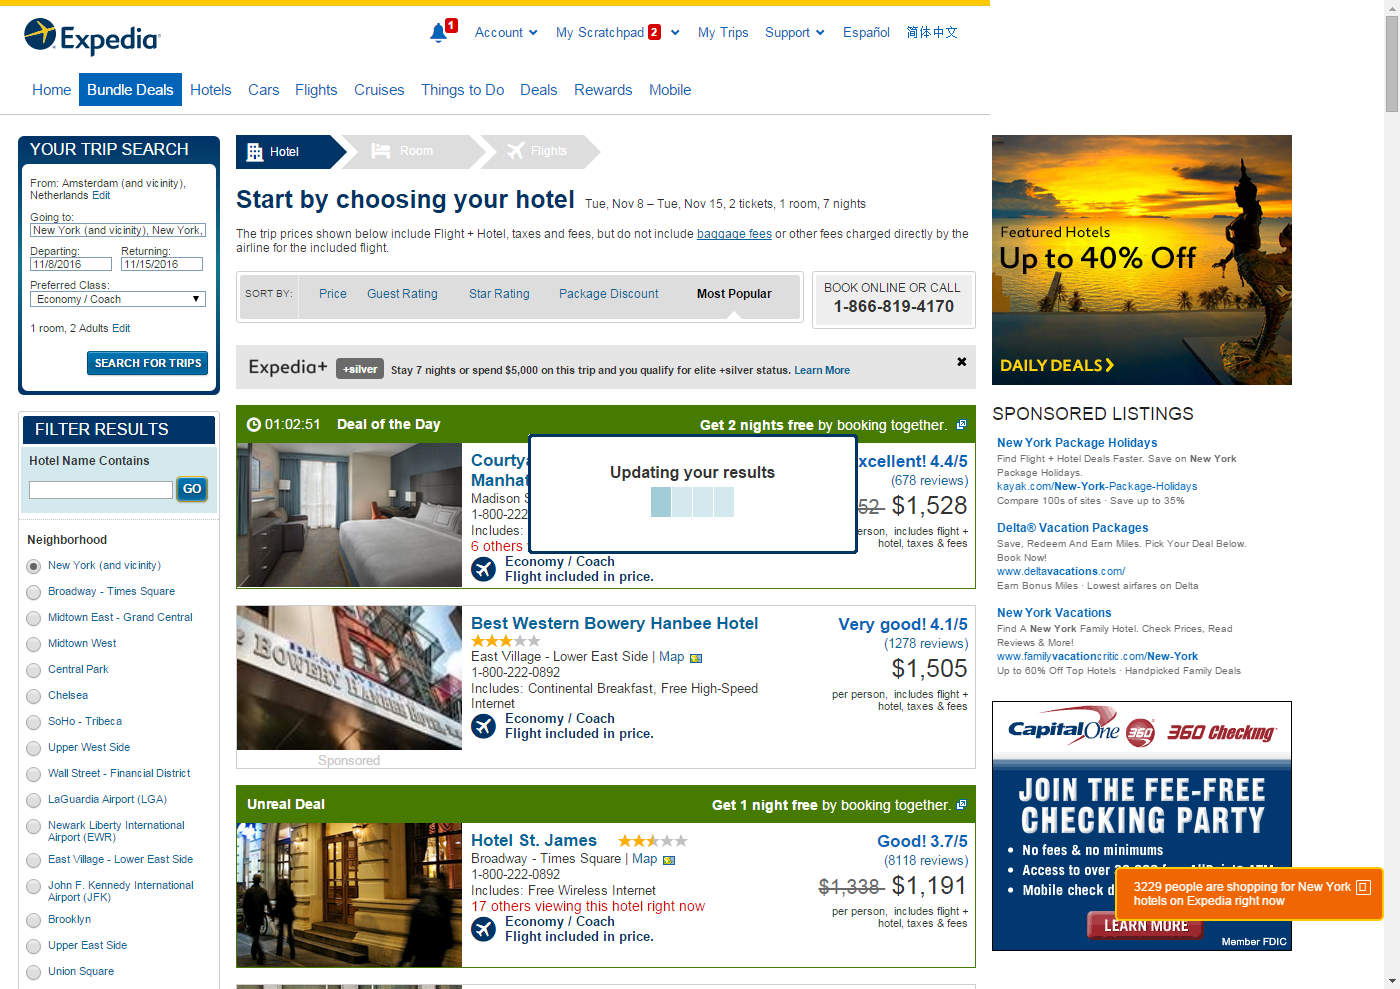 Expedia
1
Account
My Scratchpad 2
My Trips
Support
Español
简体中文
Home
Bundle Deals
Hotels
Cars
Flights
Cruises
Things to Do
Deals
Rewards
Mobile
YOUR TRIP SEARCH
From: Amsterdam (and vicinity),
Netherlands Edit
Going to:
New York (and vicinity), New York,
Departing: Returning:
11/8/2016 11/15/2016
Preferred Class:
Economy / Coach
1 room, 2 Adults Edit
SEARCH FOR TRIPS
FILTER RESULTS
Hotel Name Contains
GO
Neighborhood
New York (and vicinity)
Broadway - Times Square
Midtown East - Grand Central
Midtown West
Central Park
Chelsea
SoHo - Tribeca
Upper West Side
Wall Street - Financial District
LaGuardia Airport (LGA)
Newark Liberty International
Airport (EWR)
East Village - Lower East Side
John F. Kennedy International
Airport (JFK)
Brooklyn
Upper East Side
Union Square
Hotel
Room
Flights
Start by choosing your hotel Tue, Nov 8 – Tue, Nov 15, 2 tickets, 1 room, 7 nights
The trip prices shown below include Flight + Hotel, taxes and fees, but do not include baggage fees or other fees charged directly by the
airline for the included flight.
SORT BY: Price Guest Rating Star Rating Package Discount Most Popular
BOOK ONLINE OR CALL
1-866-819-4170
Expedia+ +silver Stay 7 nights or spend $5,000 on this trip and you qualify for elite +silver status. Learn More
01:02:51 Deal of the Day Get 2 nights free by booking together.
Updating your results
Madison S
1-800-222
Includes:
6 others
Economy / Coach
Flight included in price.
xcellent! 4.4/5
(678 reviews)
52 $1,528
erson, includes flight +
hotel, taxes & fees
BOWERY HANBEE HOTEL
Best Western Bowery Hanbee Hotel
East Village - Lower East Side | Map
1-800-222-0892
Includes: Continental Breakfast, Free High-Speed
Internet
Economy / Coach
Flight included in price.
Very good! 4.1/5
(1278 reviews)
$1,505
per person, includes flight +
hotel, taxes & fees
Sponsored
Unreal Deal Get 1 night free by booking together.
Hotel St. James
Broadway - Times Square | Map
1-800-222-0892
Includes: Free Wireless Internet
17 others viewing this hotel right now
Economy / Coach
Flight included in price.
Good! 3.7/5
(8118 reviews)
$1,338 $1,191
per person, includes flight +
hotel, taxes & fees
Featured Hotels
Up to 40% Off
DAILY DEALS
SPONSORED LISTINGS
New York Package Holidays
Find Flight + Hotel Deals Faster. Save on New York
Package Holidays.
kayak.com/New-York-Package-Holidays
Compare 100s of sites · Save up to 35%
Delta® Vacation Packages
Save, Redeem And Earn Miles. Pick Your Deal Below.
Book Now!
www.deltavacations.com/
Earn Bonus Miles · Lowest airfares on Delta
New York Vacations
Find A New York Family Hotel. Check Prices, Read
Reviews & More!
www.familyvacationcritic.com/New-York
Up to 60% Off Top Hotels · Handpicked Family Deals
Capital One 360 360 Checking
JOIN THE FEE-FREE
CHECKING PARTY
• No fees & no minimums
• Access to over
• Mobile check d
LEARN MORE
Member FDIC
3229 people are shopping for New York
hotels on Expedia right now